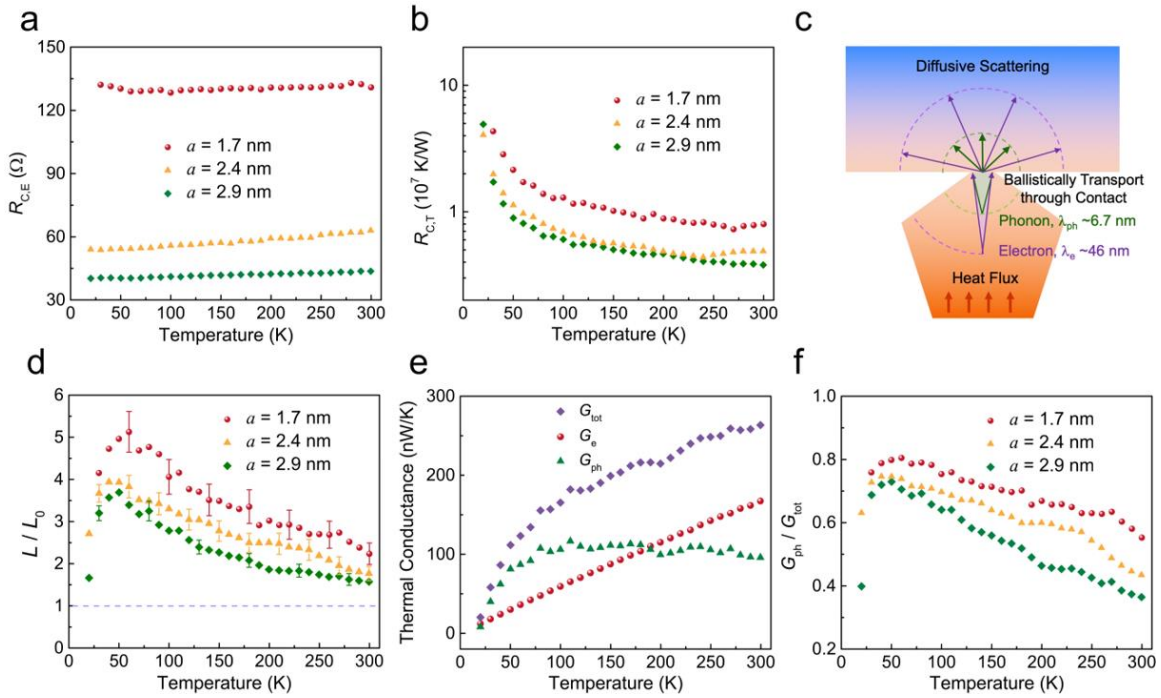 a
150
120
90
60
30
R_C,E (Ω)
a = 1.7 nm
a = 2.4 nm
a = 2.9 nm
0 50 100 150 200 250 300
Temperature (K)
b
10
1
R_C,T (10^7 K/W)
a = 1.7 nm
a = 2.4 nm
a = 2.9 nm
0 50 100 150 200 250 300
Temperature (K)
c
Diffusive Scattering
Ballistically Transport
through Contact
Phonon, λ_ph ~6.7 nm
Electron, λ_e ~46 nm
Heat Flux
d
6
5
4
3
2
1
0
L / L_0
a = 1.7 nm
a = 2.4 nm
a = 2.9 nm
0 50 100 150 200 250 300
Temperature (K)
e
300
200
100
0
Thermal Conductance (nW/K)
G_tot
G_e
G_ph
0 50 100 150 200 250 300
Temperature (K)
f
1.0
0.8
0.6
0.4
0.2
G_ph / G_tot
a = 1.7 nm
a = 2.4 nm
a = 2.9 nm
0 50 100 150 200 250 300
Temperature (K)